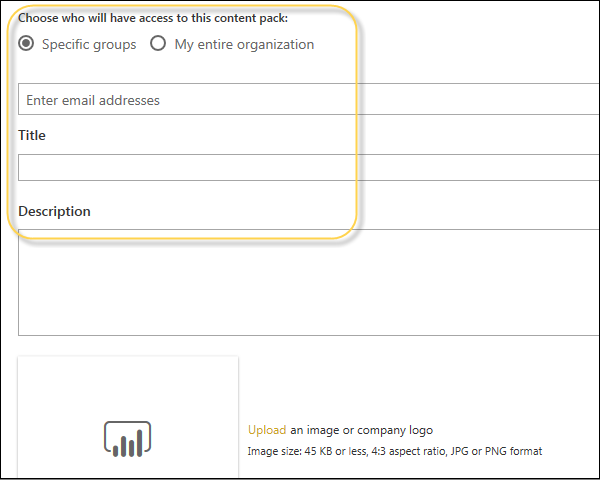 Choose who will have access to this content pack:
Specific groups My entire organization
Enter email addresses
Title
Description
Upload an image or company logo
Image size: 45 KB or less, 4:3 aspect ratio, JPG or PNG format